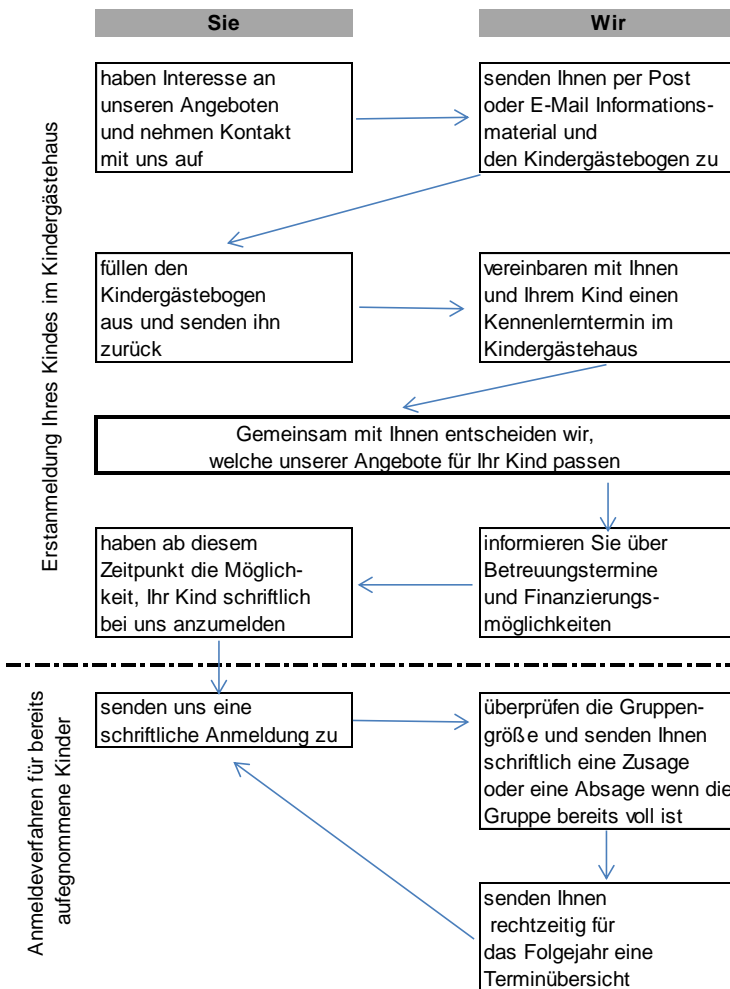 Sie
Wir
Erstanmeldung Ihres Kindes im Kindergästehaus
haben Interesse an
unseren Angeboten
und nehmen Kontakt
mit uns auf
senden Ihnen per Post
oder E-Mail Informations-
material und
den Kindergästebogen zu
füllen den
Kindergästebogen
aus und senden ihn
zurück
vereinbaren mit Ihnen
und Ihrem Kind einen
Kennenlerntermin im
Kindergästehaus
Gemeinsam mit Ihnen entscheiden wir,
welche unserer Angebote für Ihr Kind passen
haben ab diesem
Zeitpunkt die Möglich-
keit, Ihr Kind schriftlich
bei uns anzumelden
informieren Sie über
Betreuungstermine
und Finanzierungs-
möglichkeiten
Anmeldeverfahren für bereits
aufegnommene Kinder
senden uns eine
schriftliche Anmeldung zu
überprüfen die Gruppen-
größe und senden Ihnen
schriftlich eine Zusage
oder eine Absage wenn die
Gruppe bereits voll ist
senden Ihnen
rechtzeitig für
das Folgejahr eine
Terminübersicht